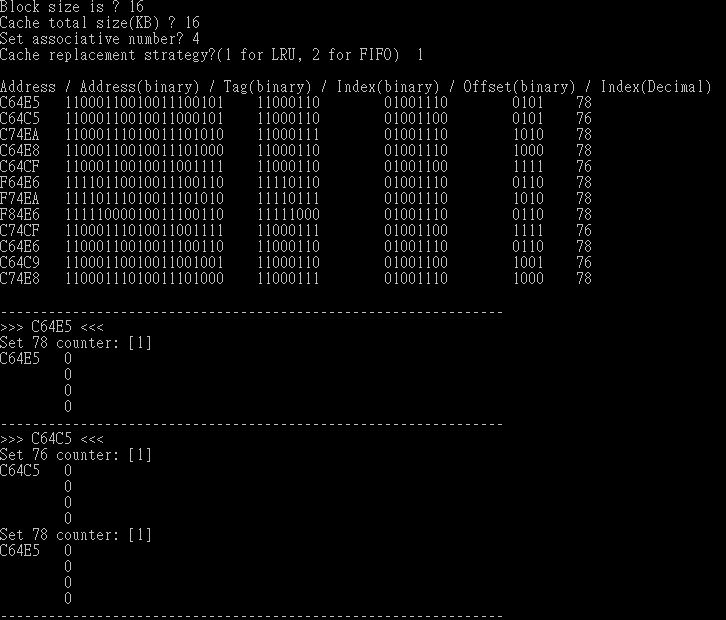 Block size is ? 16
Cache total size(KB) ? 16
Set associative number? 4
Cache replacement strategy?(1 for LRU, 2 for FIFO)  1
Address / Address(binary) / Tag(binary) / Index(binary) / Offset(binary) / Index(Decimal)
C64E5   11000110010011100101    11000110        01001110        0101    78
C64C5   11000110010011000101    11000110        01001100        0101    76
C74EA   11000111010011101010    11000111        01001110        1010    78
C64E8   11000110010011101000    11000110        01001110        1000    78
C64CF   11000110010011001111    11000110        01001100        1111    76
F64E6   11110110010011100110    11110110        01001110        0110    78
F74EA   11110111010011101010    11110111        01001110        1010    78
F84E6   11111000010011100110    11111000        01001110        0110    78
C74CF   11000111010011001111    11000111        01001100        1111    76
C64E6   11000110010011100110    11000110        01001110        0110    78
C64C9   11000110010011001001    11000110        01001100        1001    76
C74E8   11000111010011101000    11000111        01001110        1000    78
---------------------------------------------------------------
>>> C64E5 <<<
Set 78 counter: [1]
C64E5   0
0
0
0
---------------------------------------------------------------
>>> C64C5 <<<
Set 76 counter: [1]
C64C5   0
0
0
0
Set 78 counter: [1]
C64E5   0
0
0
0
---------------------------------------------------------------